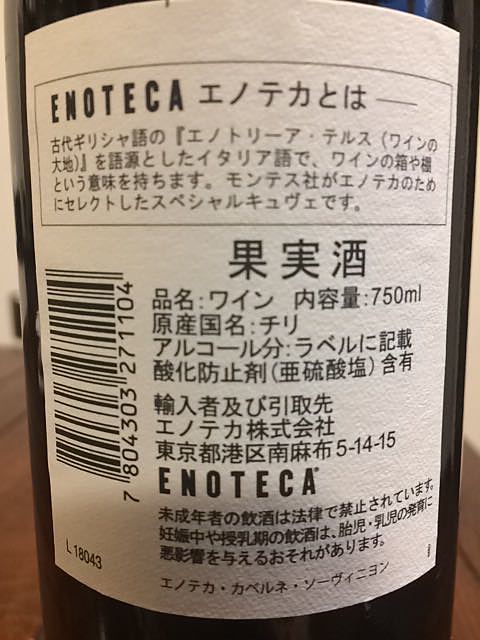 ENOTECA エノテカとは――
古代ギリシャ語の『エノトリーア・テルス（ワインの
大地）』を語源としたイタリア語で、ワインの箱や棚
という意味を持ちます。モンテス社がエノテカのため
にセレクトしたスペシャルキュヴェです。
果実酒
品名：ワイン　内容量：750ml
原産国名：チリ
アルコール分：ラベルに記載
酸化防止剤（亜硫酸塩）含有
輸入者及び引取先
エノテカ株式会社
東京都港区南麻布5-14-15
ENOTECA®
未成年者の飲酒は法律で禁止されています。
妊娠中や授乳期の飲酒は、胎児・乳児の発育に
悪影響を与えるおそれがあります。
エノテカ・カベルネ・ソーヴィニヨン
7 804303 271104
L 18043